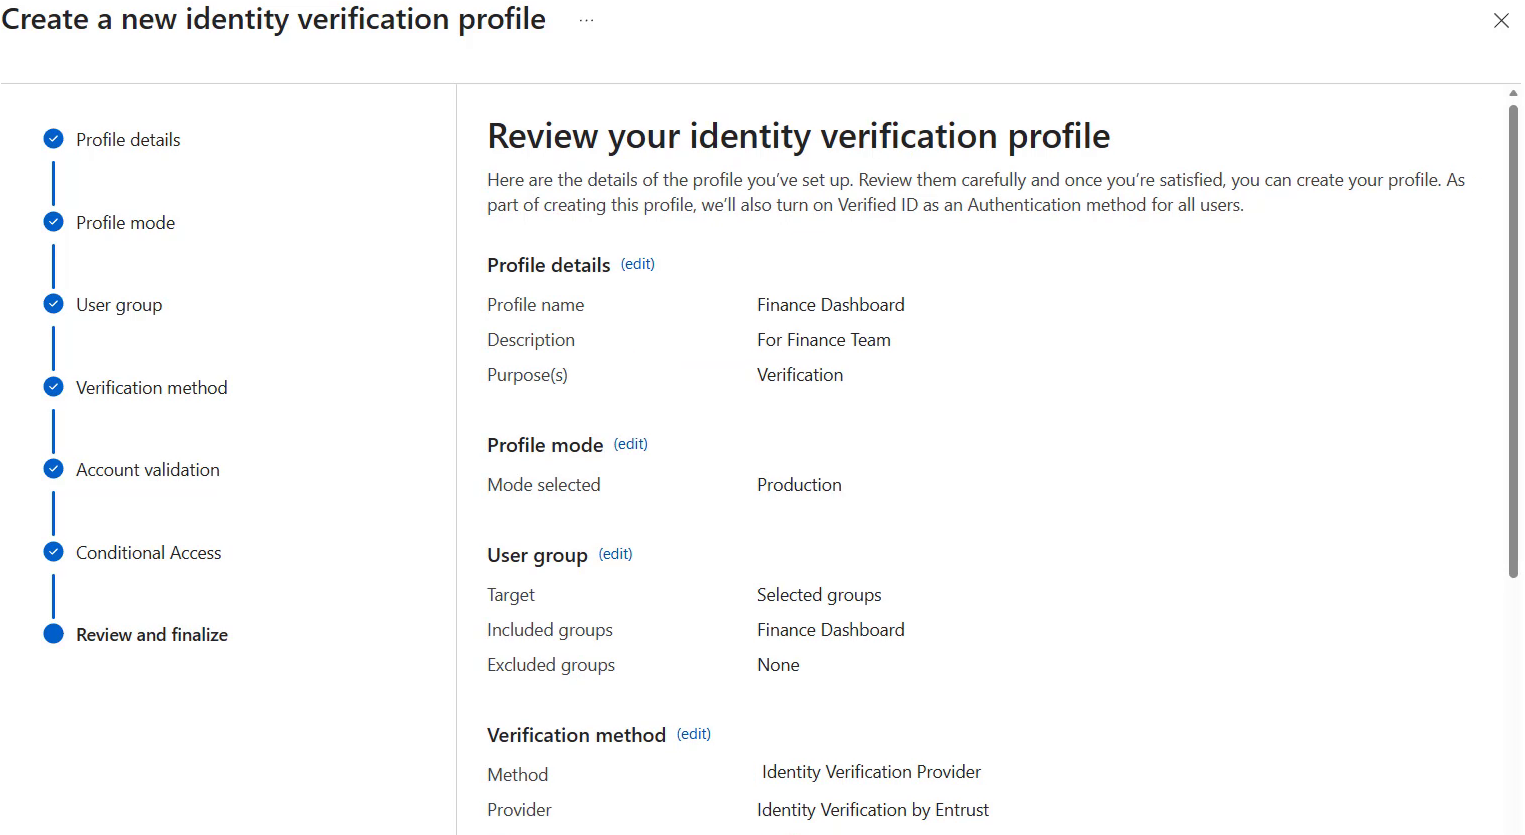 Create a new identity verification profile ...
Profile details
Profile mode
User group
Verification method
Account validation
Conditional Access
Review and finalize
Review your identity verification profile
Here are the details of the profile you’ve set up. Review them carefully and once you’re satisfied, you can create your profile. As
part of creating this profile, we’ll also turn on Verified ID as an Authentication method for all users.
Profile details (edit)
Profile name Finance Dashboard
Description For Finance Team
Purpose(s) Verification
Profile mode (edit)
Mode selected Production
User group (edit)
Target Selected groups
Included groups Finance Dashboard
Excluded groups None
Verification method (edit)
Method Identity Verification Provider
Provider Identity Verification by Entrust